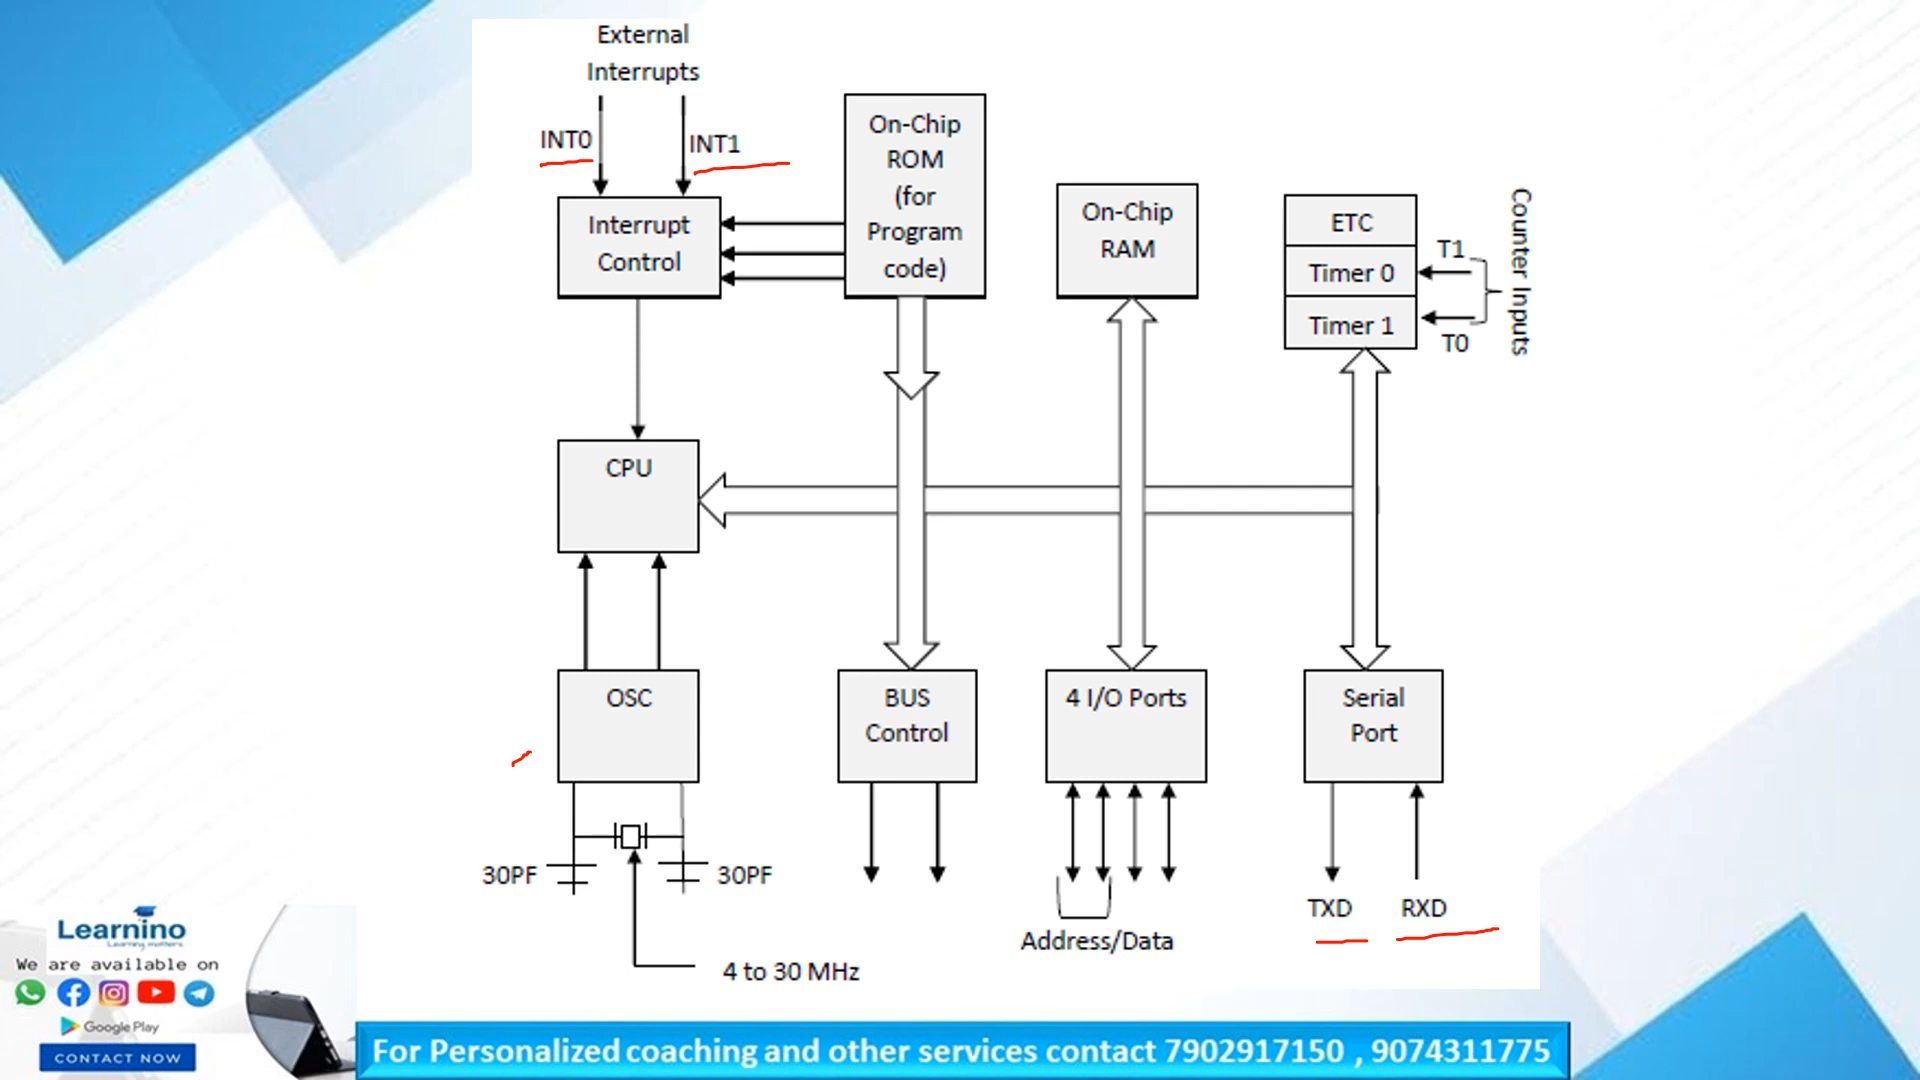 External
Interrupts
INT0
INT1
Interrupt
Control
On-Chip
ROM
(for
Program
code)
On-Chip
RAM
ETC
Timer 0
Timer 1
T1
T0
Counter Inputs
CPU
OSC
BUS
Control
4 I/O Ports
Serial
Port
30PF
30PF
4 to 30 MHz
Address/Data
TXD
RXD
Learnino
Learning matters
We are available on
Google Play
CONTACT NOW
For Personalized coaching and other services contact 7902917150 , 9074311775